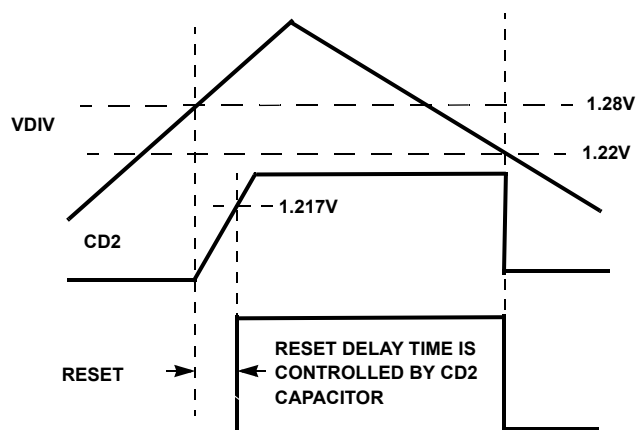 1.28V
VDIV
1.22V
1.217V
CD2
RESET
RESET DELAY TIME IS
CONTROLLED BY CD2
CAPACITOR